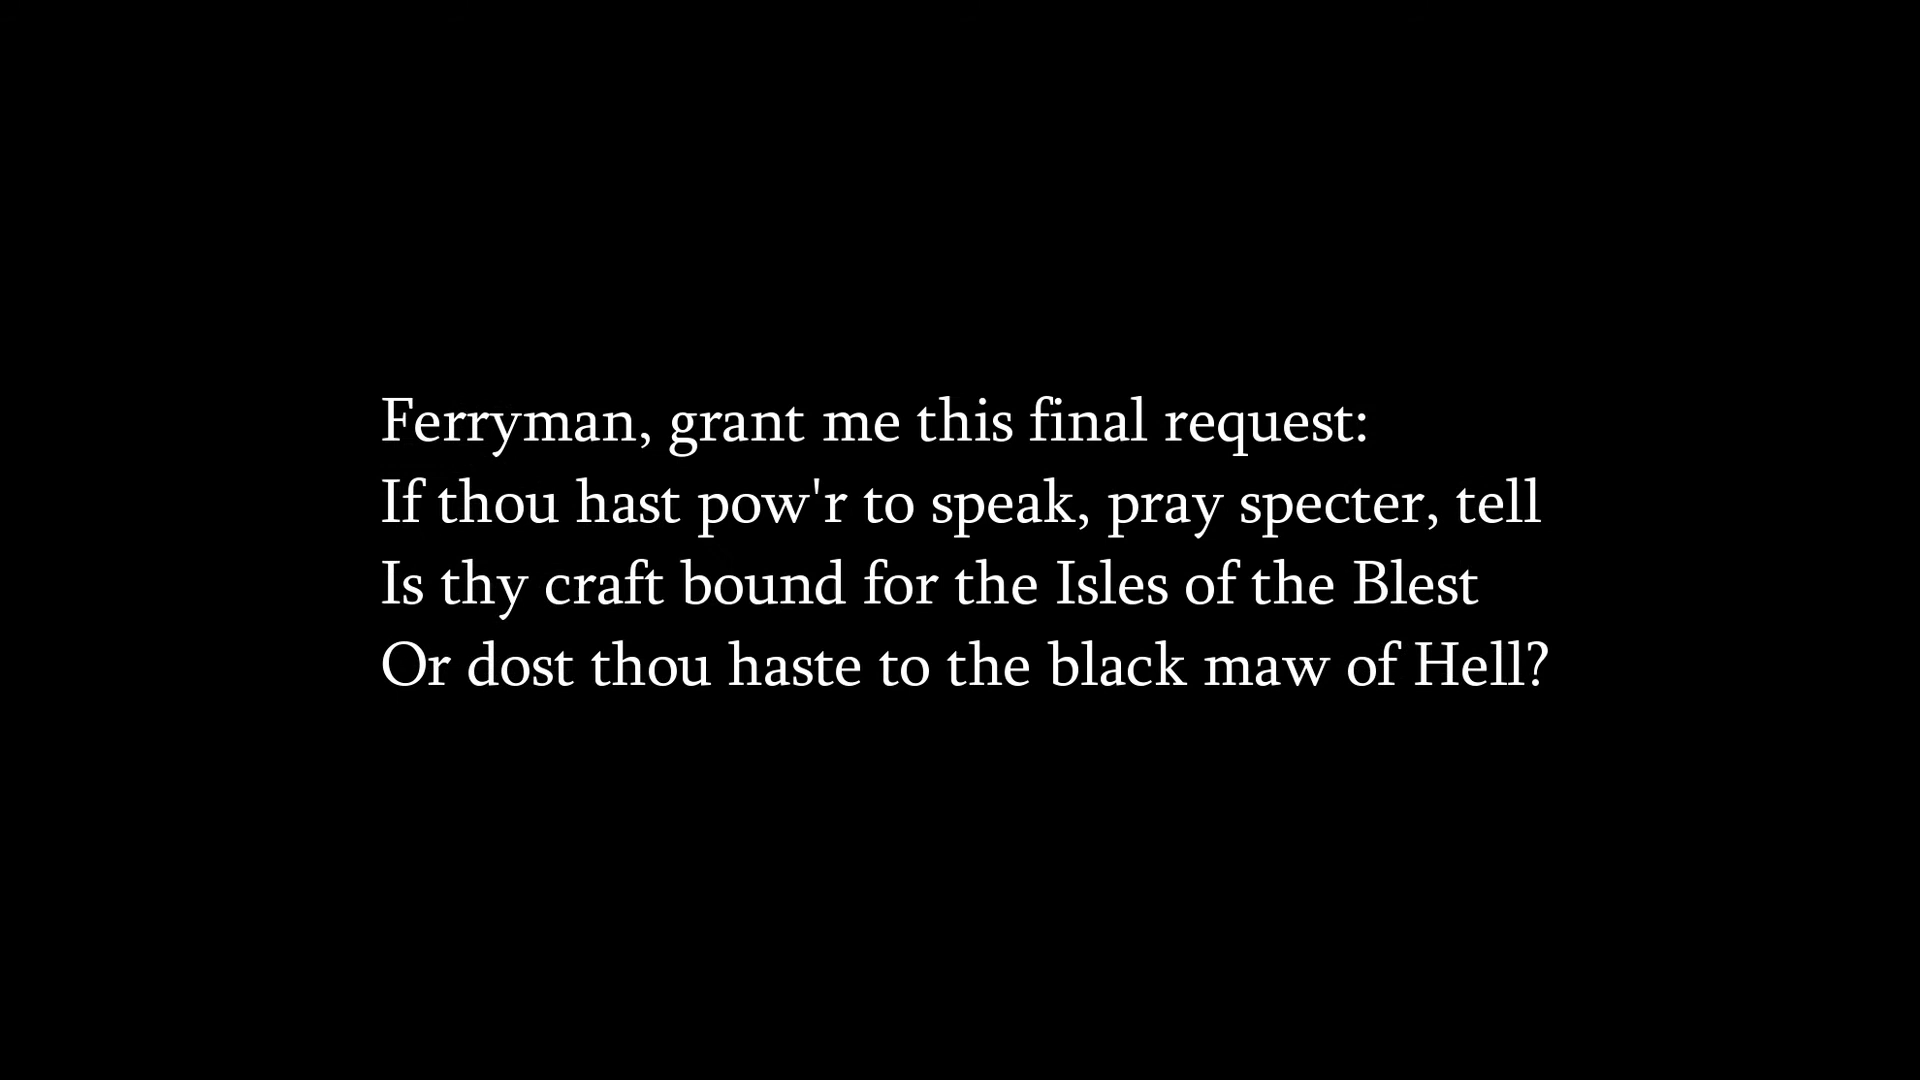 Ferryman, grant me this final request:
If thou hast pow'r to speak, pray specter, tell
Is thy craft bound for the Isles of the Blest
Or dost thou haste to the black maw of Hell?